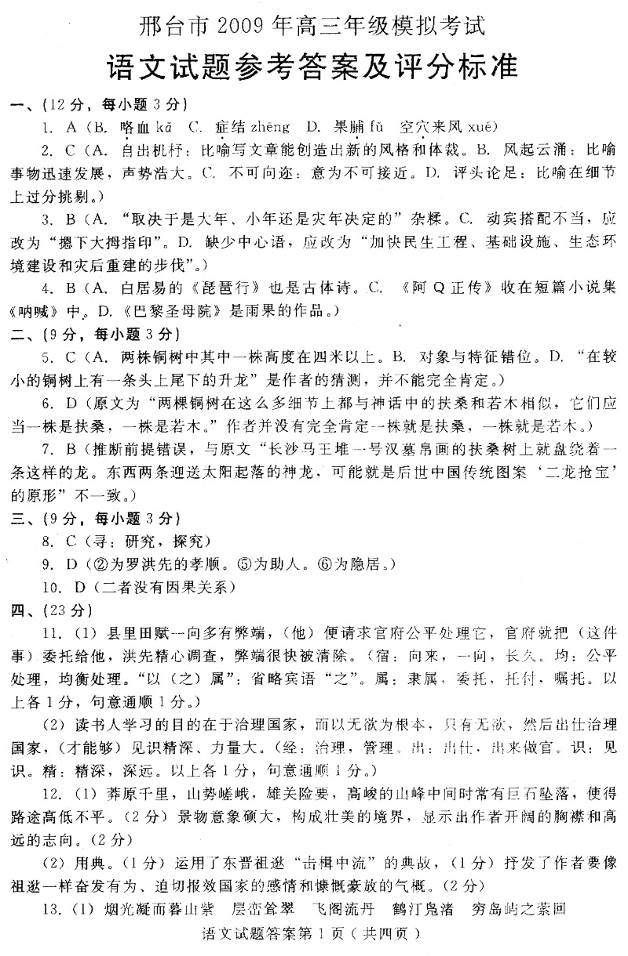 邢台市 2009 年高三年级模拟考试
语文试题参考答案及评分标准
一、(12 分，每小题 3 分)
1．A（B．咯血 kǎ　C．症结 zhēng　D．果脯 fǔ　空穴来风 xué）
2．C（A．自出机杼：比喻写文章能创造出新的风格和体裁。B．风起云涌：比喻
事物迅速发展，声势浩大。C．不可向迩：意为不可接近。D．评头论足：比喻在细节
上过分挑剔。）
3．B（A．“取决于是大年、小年还是灾年决定的”杂糅。C．动宾搭配不当，应
改为“摁下大拇指印”。D．缺少中心语，应改为“加快民生工程、基础设施、生态环
境建设和灾后重建的步伐”。）
4．B（A．白居易的《琵琶行》也是古体诗。C．《阿 Q 正传》收在短篇小说集
《呐喊》中。D.《巴黎圣母院》是雨果的作品。）
二、(9 分，每小题 3 分)
5．C（A．两株铜树中其中一株高度在四米以上。B．对象与特征错位。D．“在较
小的铜树上有一条头上尾下的升龙”是作者的猜测，并不能完全肯定。）
6．D（原文为“两棵铜树在这么多细节上都与神话中的扶桑和若木相似，它们应
当一株是扶桑，一株是若木。”作者并没有完全肯定一株就是扶桑，一株就是若木。）
7．B（推断前提错误，与原文“长沙马王堆一号汉墓帛画的扶桑树上就盘绕着一
条这样的龙。东西两条迎送太阳起落的神龙，可能就是后世中国传统图案‘二龙抢宝’
的原形”不一致。）
三、(9 分，每小题 3 分)
8．C（寻：研究，探究）
9．D（②为罗洪先的孝顺。⑤为助人。⑥为隐居。）
10．D（二者没有因果关系）
四、(23 分)
11．（1）县里田赋一向多有弊端，（他）便请求官府公平处理它，官府就把（这件
事）委托给他，洪先精心调查，弊端很快被清除。（宿：向来，一向，长久。均：公平
处理，均衡处理。“以（之）属”：省略宾语“之”。属：隶属，委托，托付，嘱托。以
上各 1 分，句意通顺 1 分。）
（2）读书人学习的目的在于治理国家，而以无欲为根本，只有无欲，然后出仕治理
国家，（才能够）见识精深、力量大。（经：治理，管理。出：出仕，出来做官。识：见
识。精：精深，深远。以上各 1 分，句意通顺 1 分。）
12．（1）莽原千里，山势嵯峨，雄关险要，高峻的山峰中间时常有巨石坠落，使得
路途高低不平。（2 分）景物意象硕大，构成壮美的境界，显示出作者开阔的胸襟和高
远的志向。（2 分）
（2）用典。（1 分）运用了东晋祖逖“击楫中流”的典故，（1 分）抒发了作者要像
祖逖一样奋发有为、迫切报效国家的感情和慷慨豪放的气概。（2 分）
13．（1）烟光凝而暮山紫　层峦耸翠　飞阁流丹　鹤汀凫渚　穷岛屿之萦回
语文试题答案第 1 页（共四页）